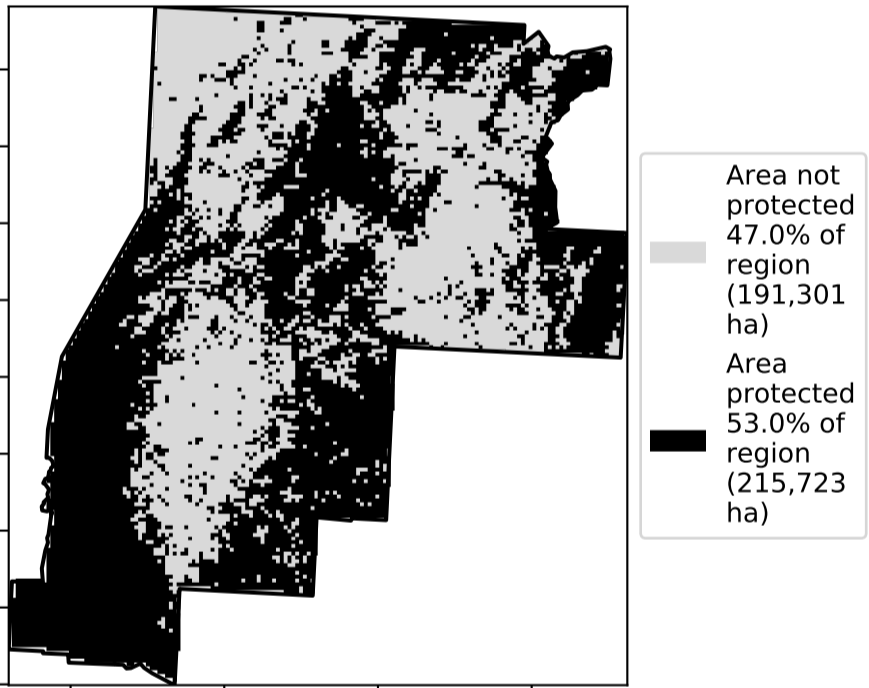 Area not
protected
47.0% of
region
(191,301
ha)
Area
protected
53.0% of
region
(215,723
ha)